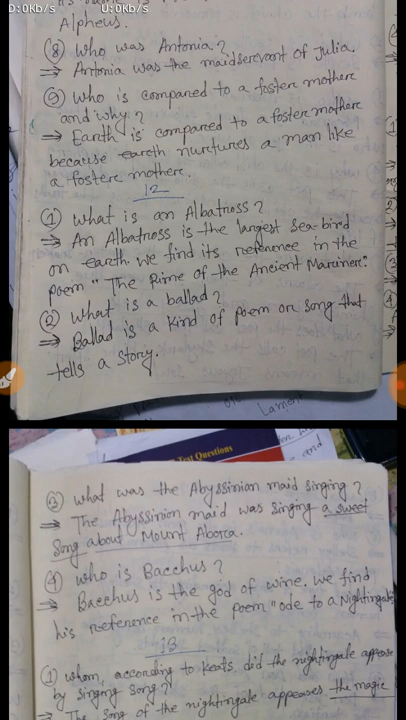 D:0Kb/s U:0Kb/s
Alpheus.
(8) Who was Antonia?
⇒ Antonia was the maidservant of Julia.
(9) Who is compared to a foster mother
and why?
⇒ Earth is compared to a foster mother
because earth nurtures a man like
a foster mother.
12
(1) What is an Albatross?
⇒ An Albatross is the largest sea-bird
on earth we find its reference in the
poem "The Rime of the Ancient Mariner."
(2) What is a ballad?
⇒ Ballad is a kind of poem or song that
tells a story.
on Lament
Test Questions
and
(3) What was the Abyssinian maid singing?
⇒ The Abyssinian maid was singing a sweet
song about Mount Abora.
(4) Who is Bacchus?
⇒ Bacchus is the god of wine. We find
his reference in the poem "ode to a Nightingale
13
(1) Whom, according to Keats, did the nightingale appease
by singing song?
⇒ The song of the nightingale appeases the magic